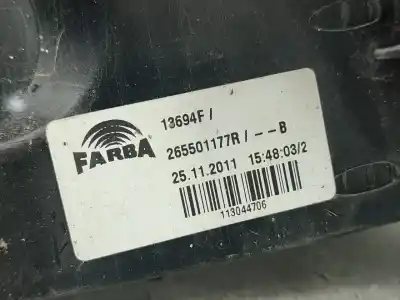 13694F /
FARBA
265501177R / - - B
25.11.2011 15:48:03/2
113044706